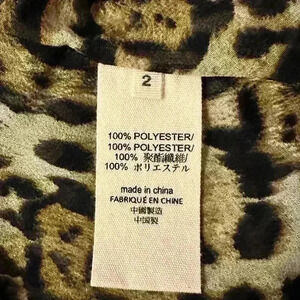 2
100% POLYESTER/
100% POLYESTER/
100% 聚酯纖維/
100% ポリエステル
made in china
FABRIQUÉ EN CHINE
中國製造
中国製